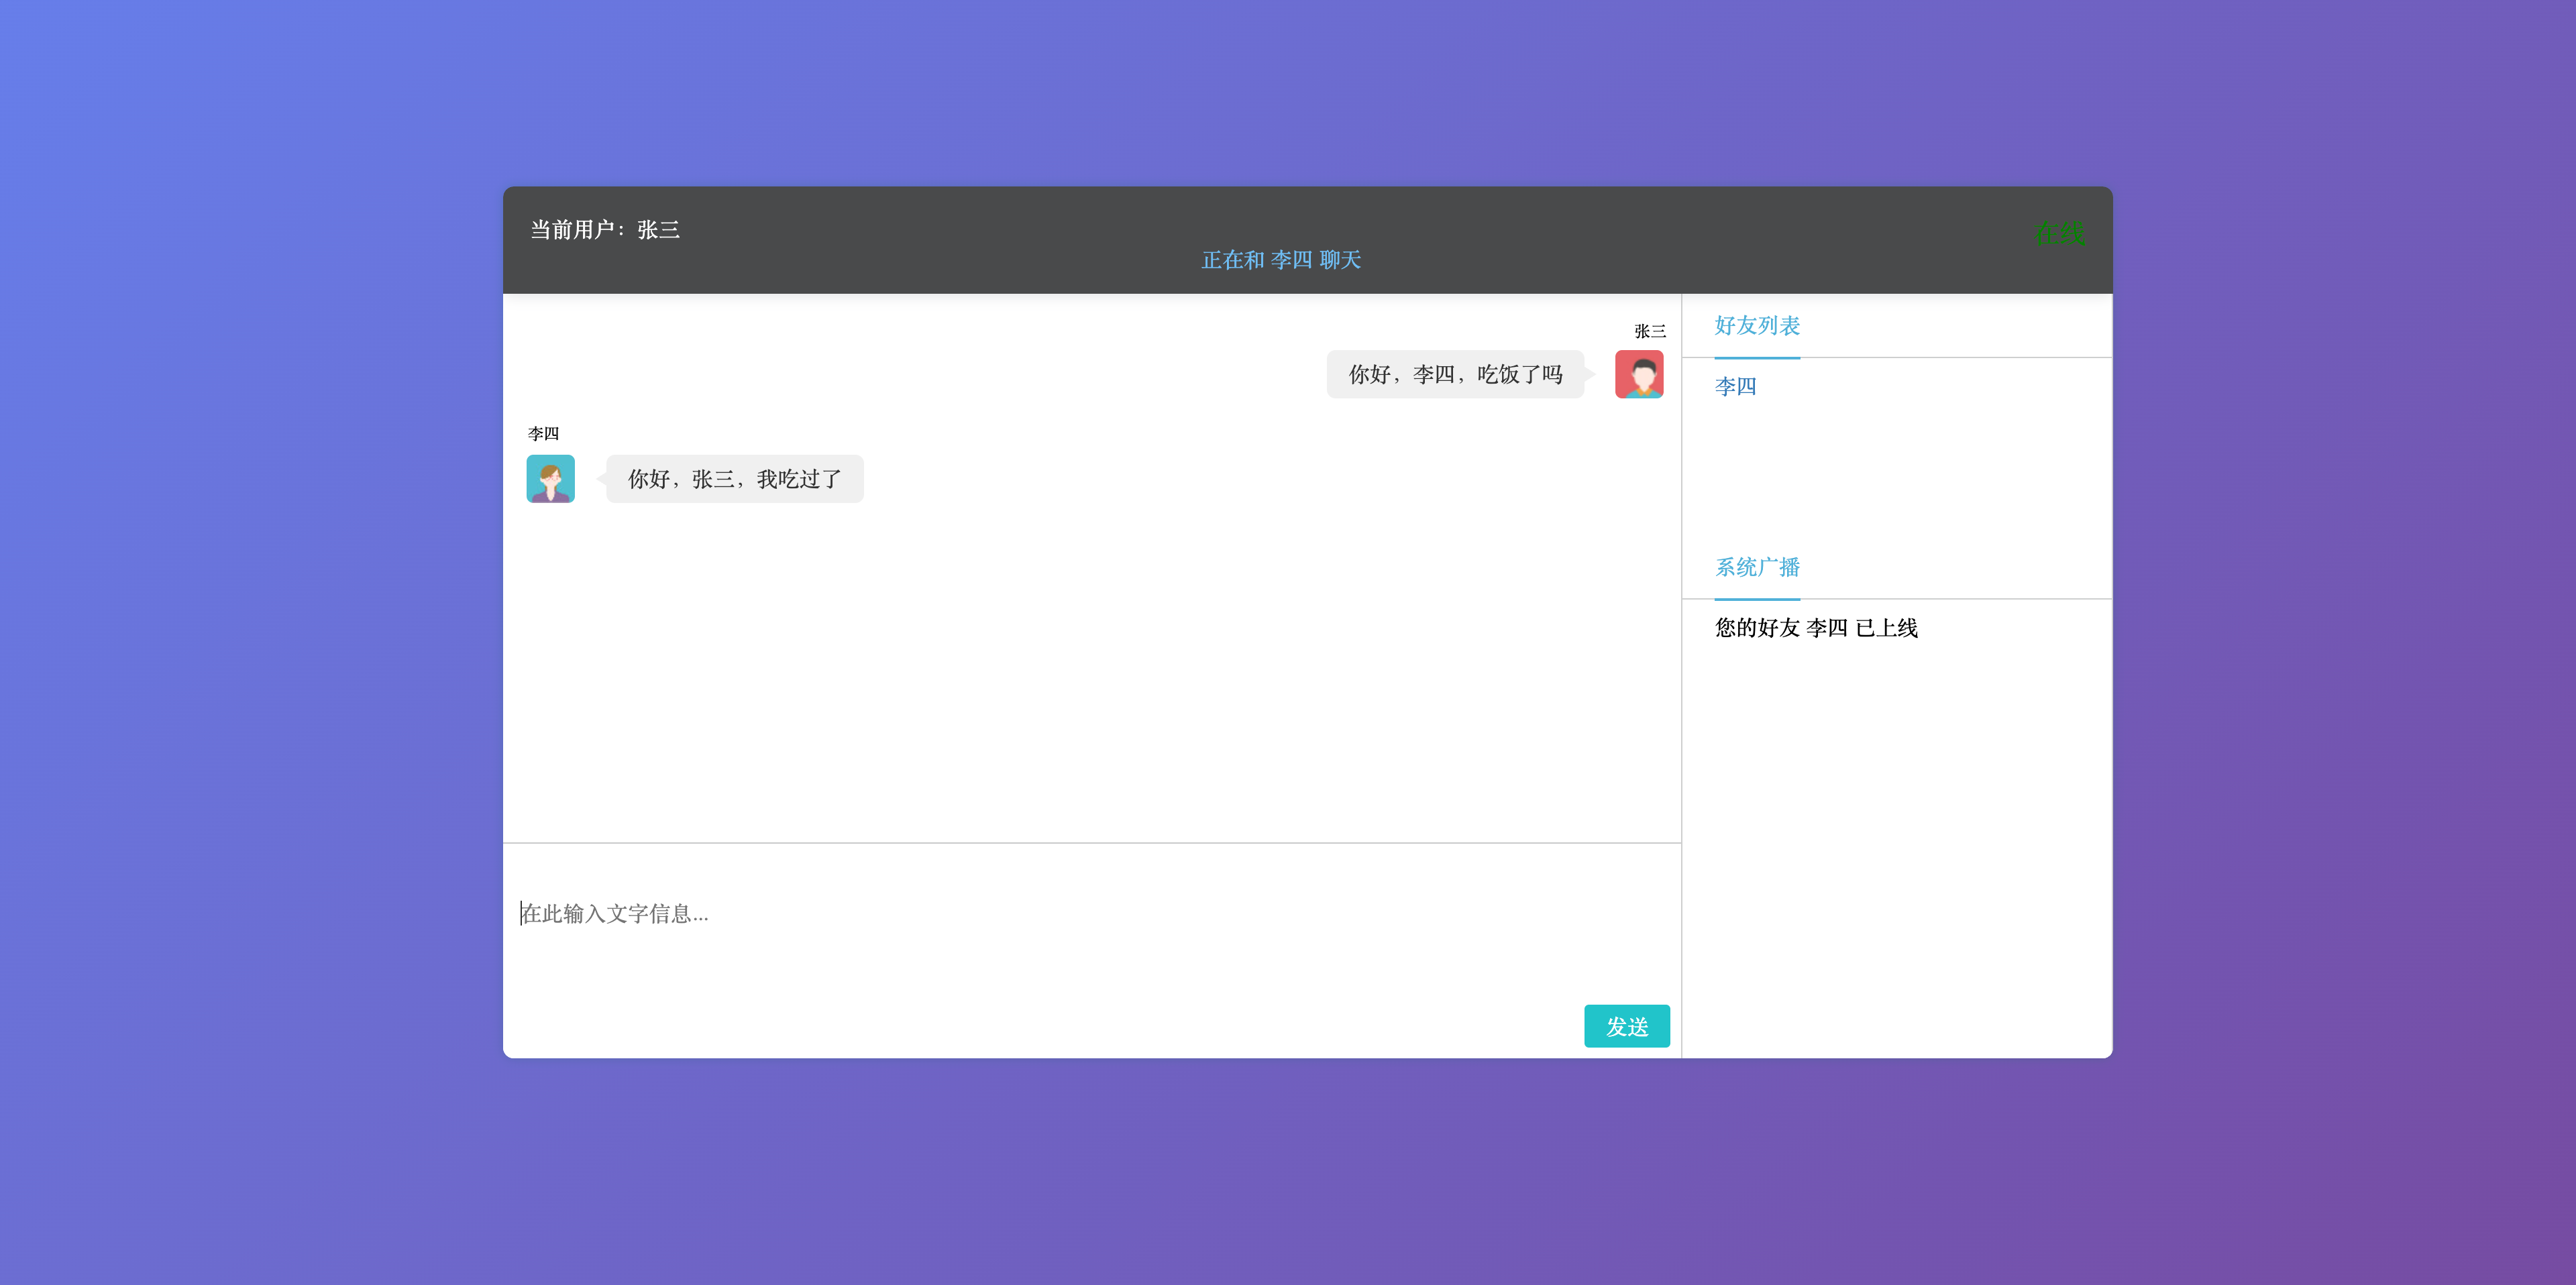 当前用户：张三
在线
正在和 李四 聊天
张三
你好，李四，吃饭了吗
李四
你好，张三，我吃过了
在此输入文字信息...
发送
好友列表
李四
系统广播
您的好友 李四 已上线